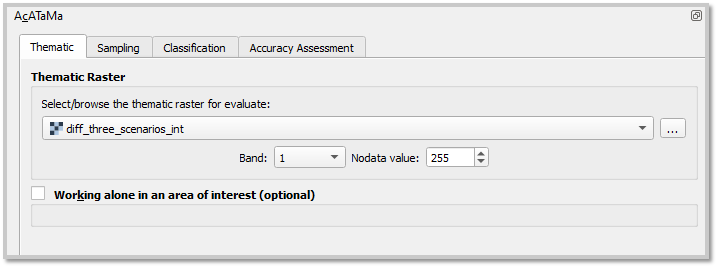 AcATaMa
Thematic Sampling Classification Accuracy Assessment
Thematic Raster
Select/browse the thematic raster for evaluate:
diff_three_scenarios_int ...
Band: 1 Nodata value: 255
Working alone in an area of interest (optional)